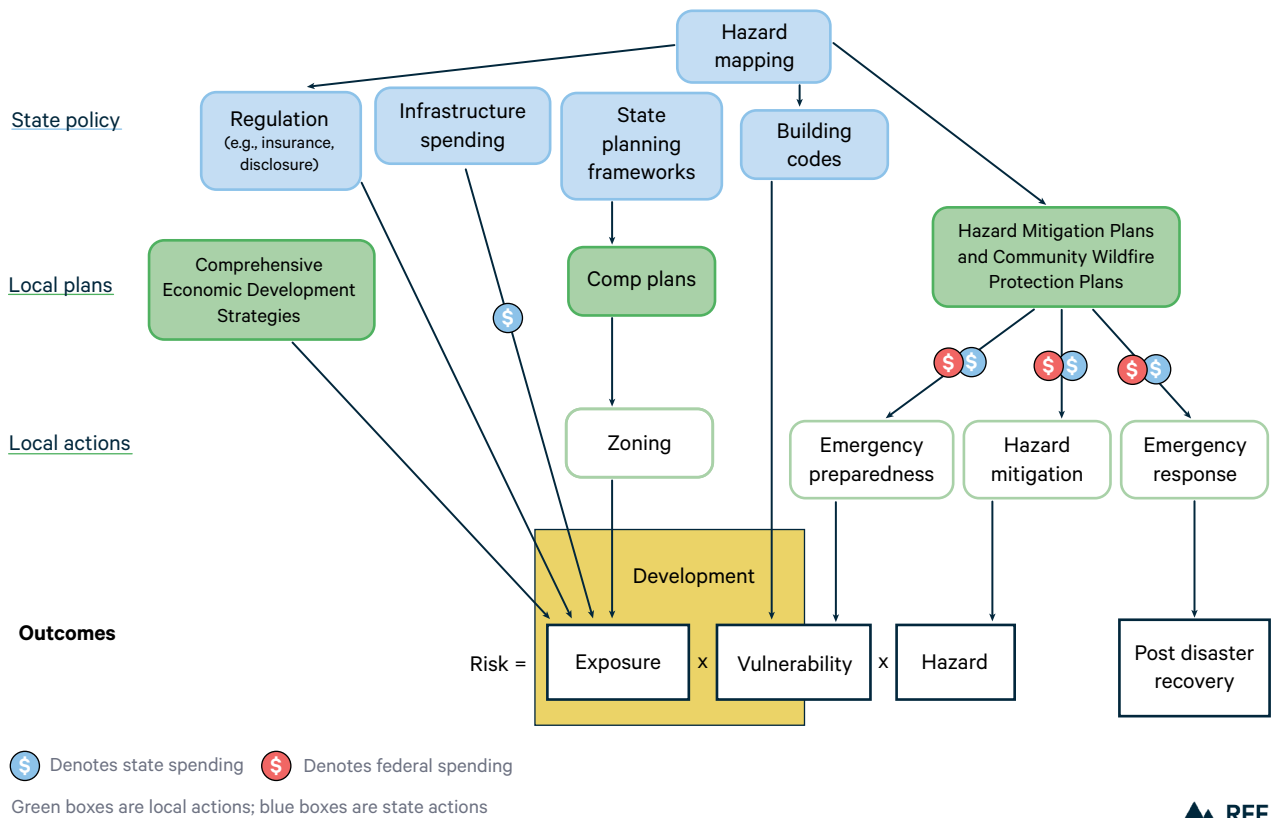 Hazard
mapping
State policy
Regulation
(e.g., insurance,
disclosure)
Infrastructure
spending
State
planning
frameworks
Building
codes
Local plans
Comprehensive
Economic Development
Strategies
Comp plans
Hazard Mitigation Plans
and Community Wildfire
Protection Plans
$
$ $
$ $
$ $
Local actions
Zoning
Emergency
preparedness
Hazard
mitigation
Emergency
response
Development
Outcomes
Risk = Exposure x Vulnerability x Hazard
Post disaster
recovery
$ Denotes state spending $ Denotes federal spending
Green boxes are local actions; blue boxes are state actions